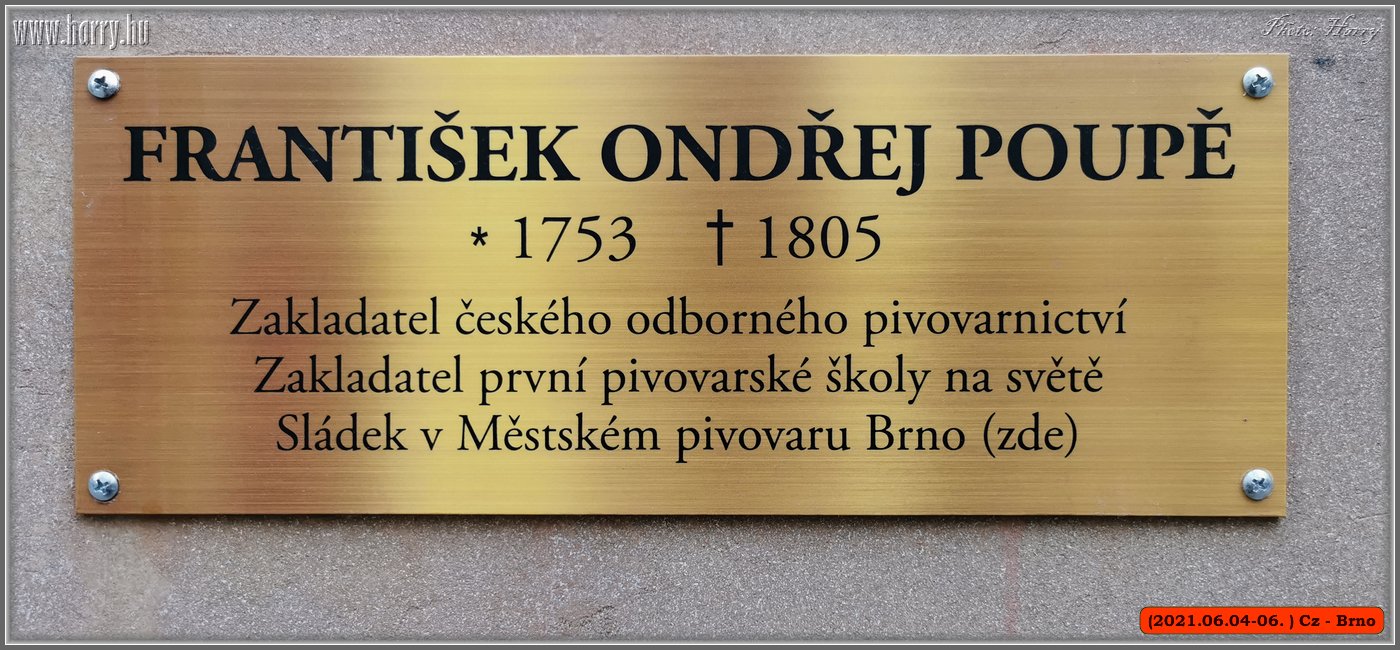 www.harry.hu
Photo: Harry
FRANTIŠEK ONDŘEJ POUPĚ
* 1753 † 1805
Zakladatel českého odborného pivovarnictví
Zakladatel první pivovarské školy na světě
Sládek v Městském pivovaru Brno (zde)
(2021.06.04-06. ) Cz - Brno